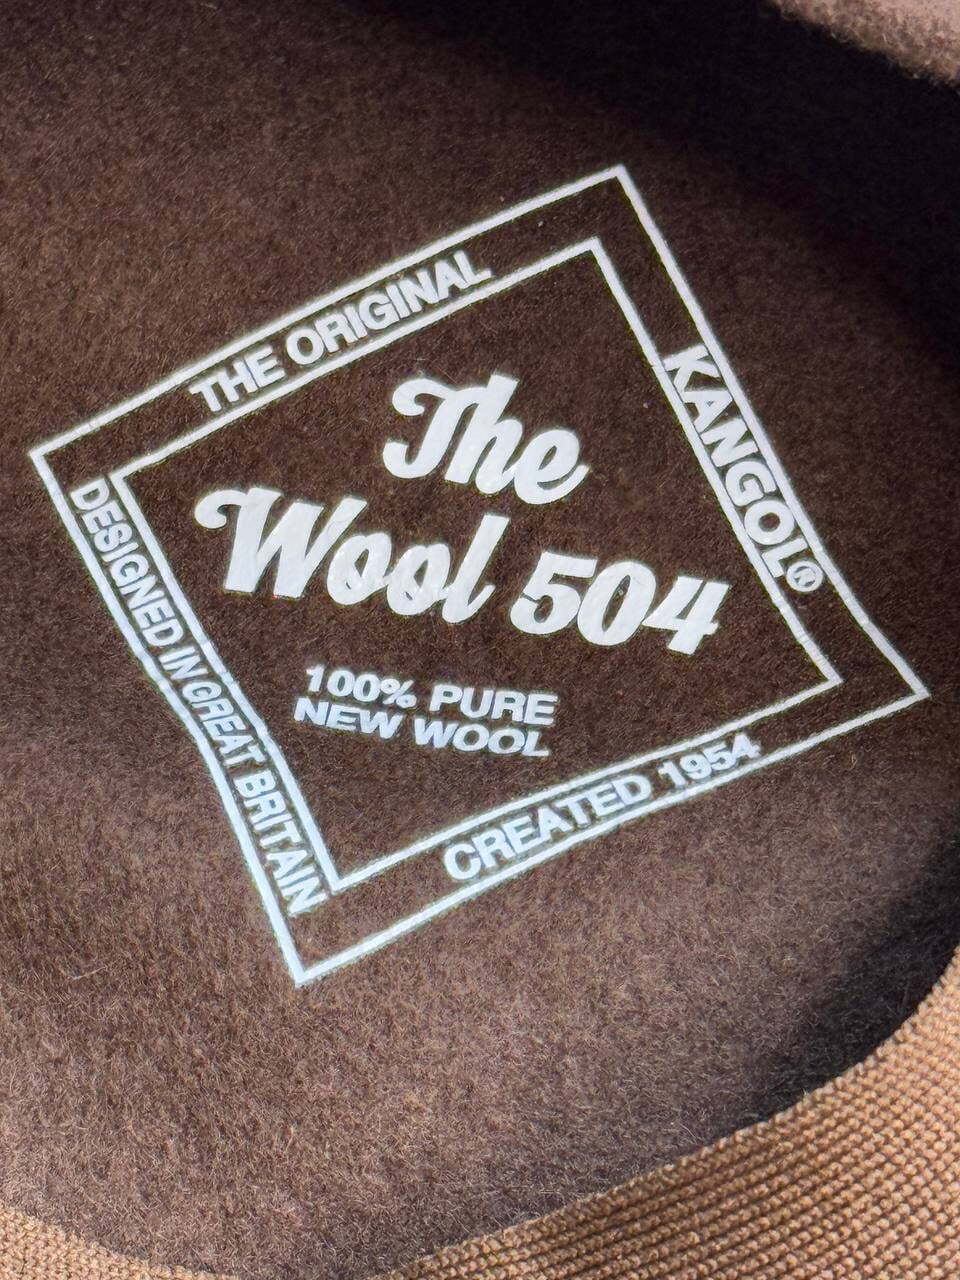 THE ORIGINAL
KANGOL®
The
Wool 504
100% PURE
NEW WOOL
DESIGNED IN GREAT BRITAIN
CREATED 1954